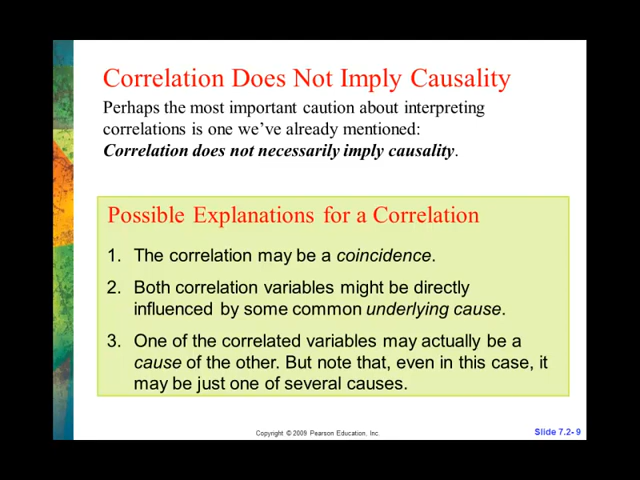 Correlation Does Not Imply Causality
Perhaps the most important caution about interpreting
correlations is one we've already mentioned:
Correlation does not necessarily imply causality.
Possible Explanations for a Correlation
1. The correlation may be a coincidence.
2. Both correlation variables might be directly
influenced by some common underlying cause.
3. One of the correlated variables may actually be a
cause of the other. But note that, even in this case, it
may be just one of several causes.
Copyright © 2009 Pearson Education, Inc.
Slide 7.2- 9